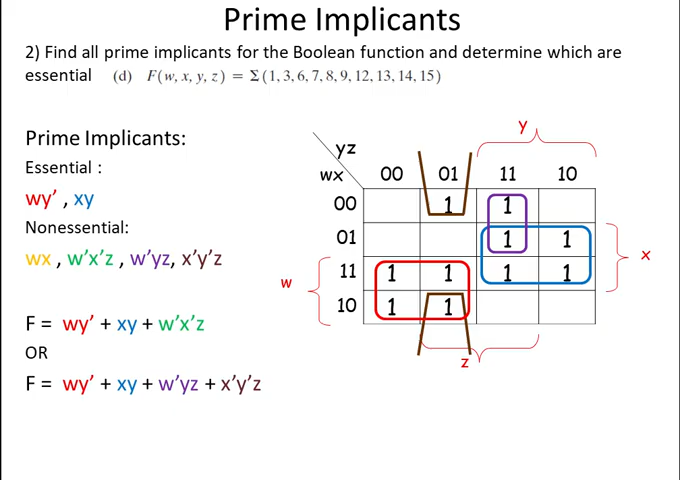 Prime Implicants
2) Find all prime implicants for the Boolean function and determine which are
essential (d) F(w, x, y, z) = Σ(1, 3, 6, 7, 8, 9, 12, 13, 14, 15)
Prime Implicants:
Essential :
wy' , xy
Nonessential:
wx , w'x'z , w'yz, x'y'z
F = wy' + xy + w'x'z
OR
F = wy' + xy + w'yz + x'y'z
y
yz
wx 00 01 11 10
00 1 1
01 1 1
11 1 1 1 1
10 1 1
w
x
z